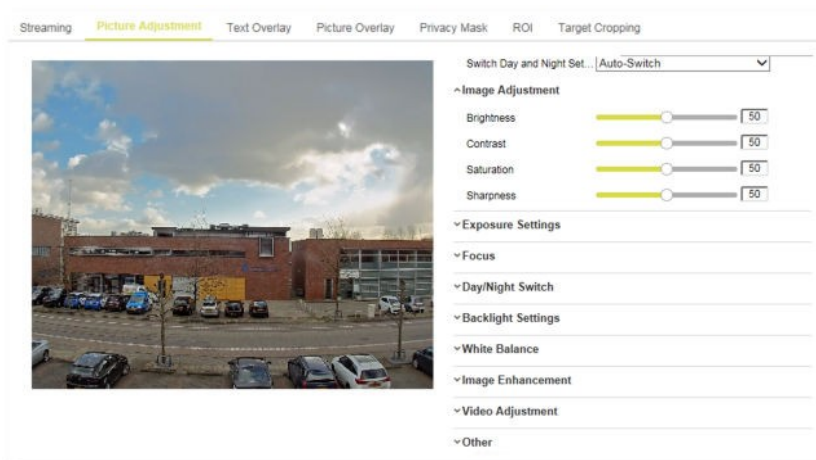 Streaming Picture Adjustment Text Overlay Picture Overlay Privacy Mask ROI Target Cropping
Switch Day and Night Set... Auto-Switch
Image Adjustment
Brightness 50
Contrast 50
Saturation 50
Sharpness 50
Exposure Settings
Focus
Day/Night Switch
Backlight Settings
White Balance
Image Enhancement
Video Adjustment
Other